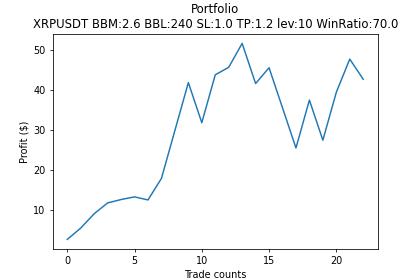 Portfolio
XRPUSDT BBM:2.6 BBL:240 SL:1.0 TP:1.2 lev:10 WinRatio:70.0
50
40
30
20
10
Profit ($)
0
5
10
15
20
Trade counts